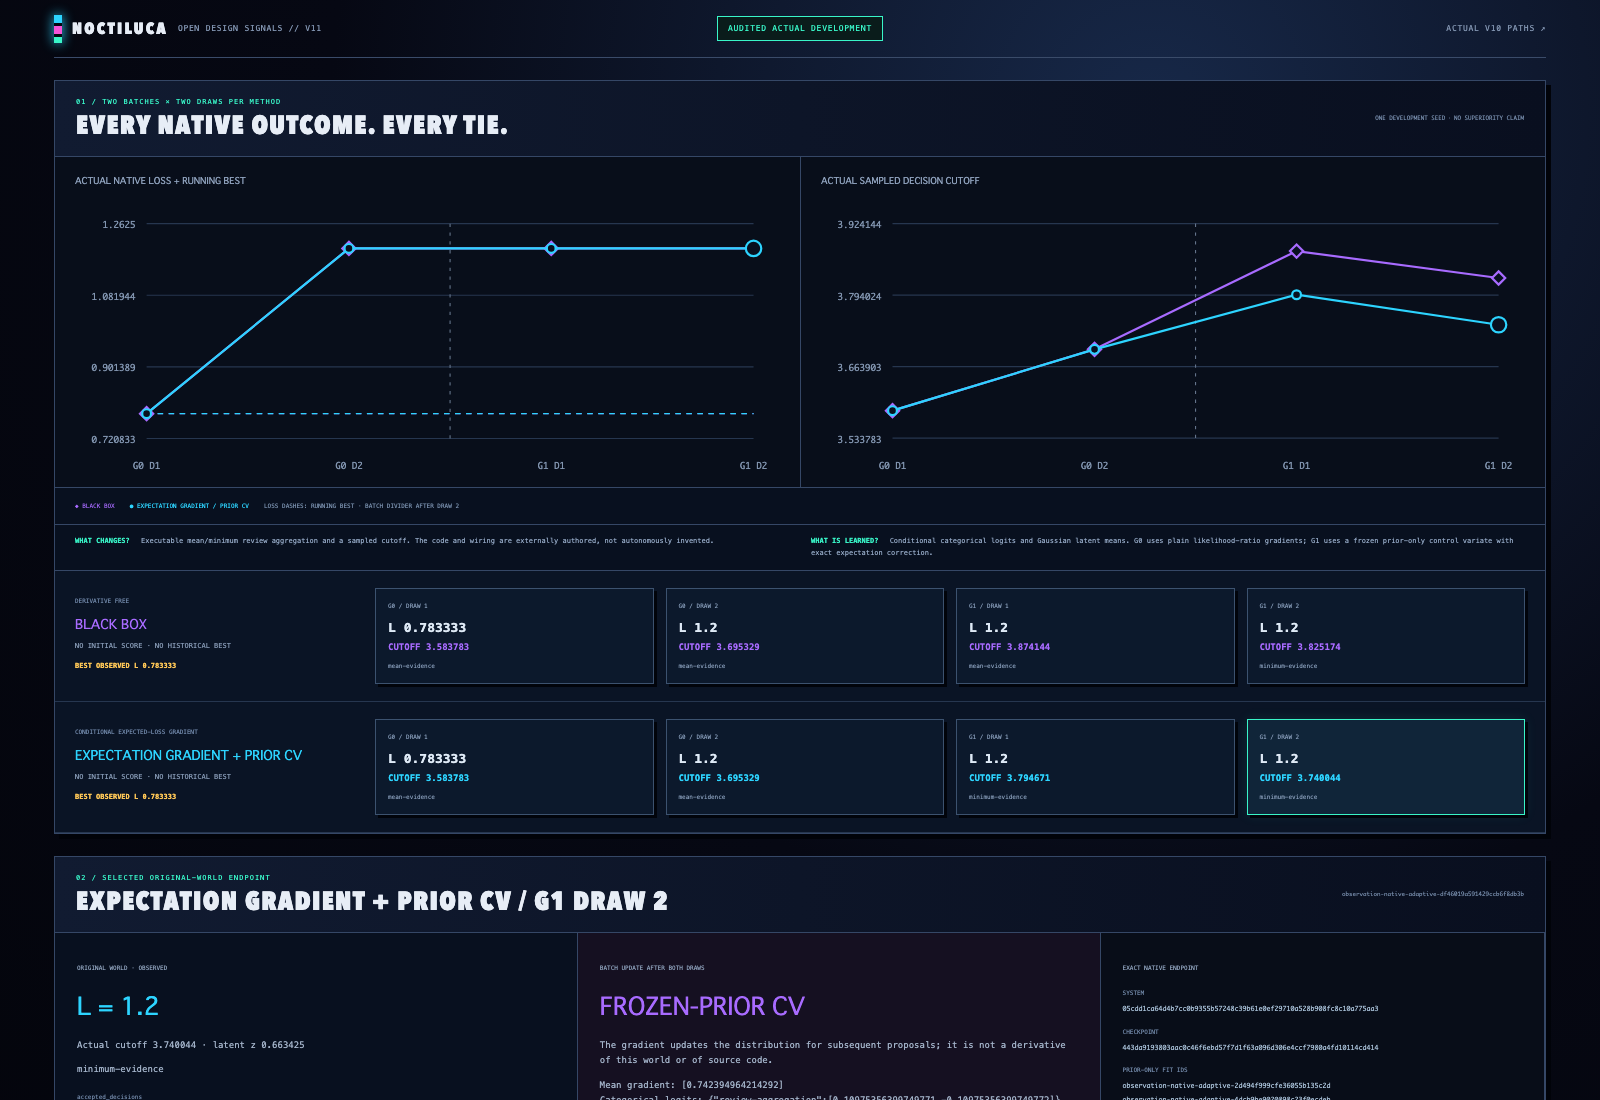 NOCTILUCA OPEN DESIGN SIGNALS // V11
AUDITED ACTUAL DEVELOPMENT
ACTUAL V10 PATHS ↗
01 / TWO BATCHES × TWO DRAWS PER METHOD
EVERY NATIVE OUTCOME. EVERY TIE.
ONE DEVELOPMENT SEED · NO SUPERIORITY CLAIM
ACTUAL NATIVE LOSS + RUNNING BEST
1.2625
1.081944
0.901389
0.720833
G0 D1
G0 D2
G1 D1
G1 D2
ACTUAL SAMPLED DECISION CUTOFF
3.924144
3.794024
3.663903
3.533783
G0 D1
G0 D2
G1 D1
G1 D2
◆ BLACK BOX ● EXPECTATION GRADIENT / PRIOR CV LOSS DASHES: RUNNING BEST · BATCH DIVIDER AFTER DRAW 2
WHAT CHANGES? Executable mean/minimum review aggregation and a sampled cutoff. The code and wiring are externally authored, not autonomously invented.
WHAT IS LEARNED? Conditional categorical logits and Gaussian latent means. G0 uses plain likelihood-ratio gradients; G1 uses a frozen prior-only control variate with
exact expectation correction.
DERIVATIVE FREE
BLACK BOX
NO INITIAL SCORE · NO HISTORICAL BEST
BEST OBSERVED L 0.783333
G0 / DRAW 1
L 0.783333
CUTOFF 3.583783
mean-evidence
G0 / DRAW 2
L 1.2
CUTOFF 3.695329
mean-evidence
G1 / DRAW 1
L 1.2
CUTOFF 3.874144
mean-evidence
G1 / DRAW 2
L 1.2
CUTOFF 3.825174
minimum-evidence
CONDITIONAL EXPECTED-LOSS GRADIENT
EXPECTATION GRADIENT + PRIOR CV
NO INITIAL SCORE · NO HISTORICAL BEST
BEST OBSERVED L 0.783333
G0 / DRAW 1
L 0.783333
CUTOFF 3.583783
mean-evidence
G0 / DRAW 2
L 1.2
CUTOFF 3.695329
mean-evidence
G1 / DRAW 1
L 1.2
CUTOFF 3.794671
minimum-evidence
G1 / DRAW 2
L 1.2
CUTOFF 3.740044
minimum-evidence
02 / SELECTED ORIGINAL-WORLD ENDPOINT
EXPECTATION GRADIENT + PRIOR CV / G1 DRAW 2
ORIGINAL WORLD · OBSERVED
L = 1.2
Actual cutoff 3.740044 · latent z 0.663425
minimum-evidence
accepted_decisions
BATCH UPDATE AFTER BOTH DRAWS
FROZEN-PRIOR CV
The gradient updates the distribution for subsequent proposals; it is not a derivative
of this world or of source code.
Mean gradient: [0.742394964214292]
EXACT NATIVE ENDPOINT
SYSTEM
CHECKPOINT
PRIOR-ONLY FIT IDS
observation-native-adaptive-2d494f999cfe36055b135c2d